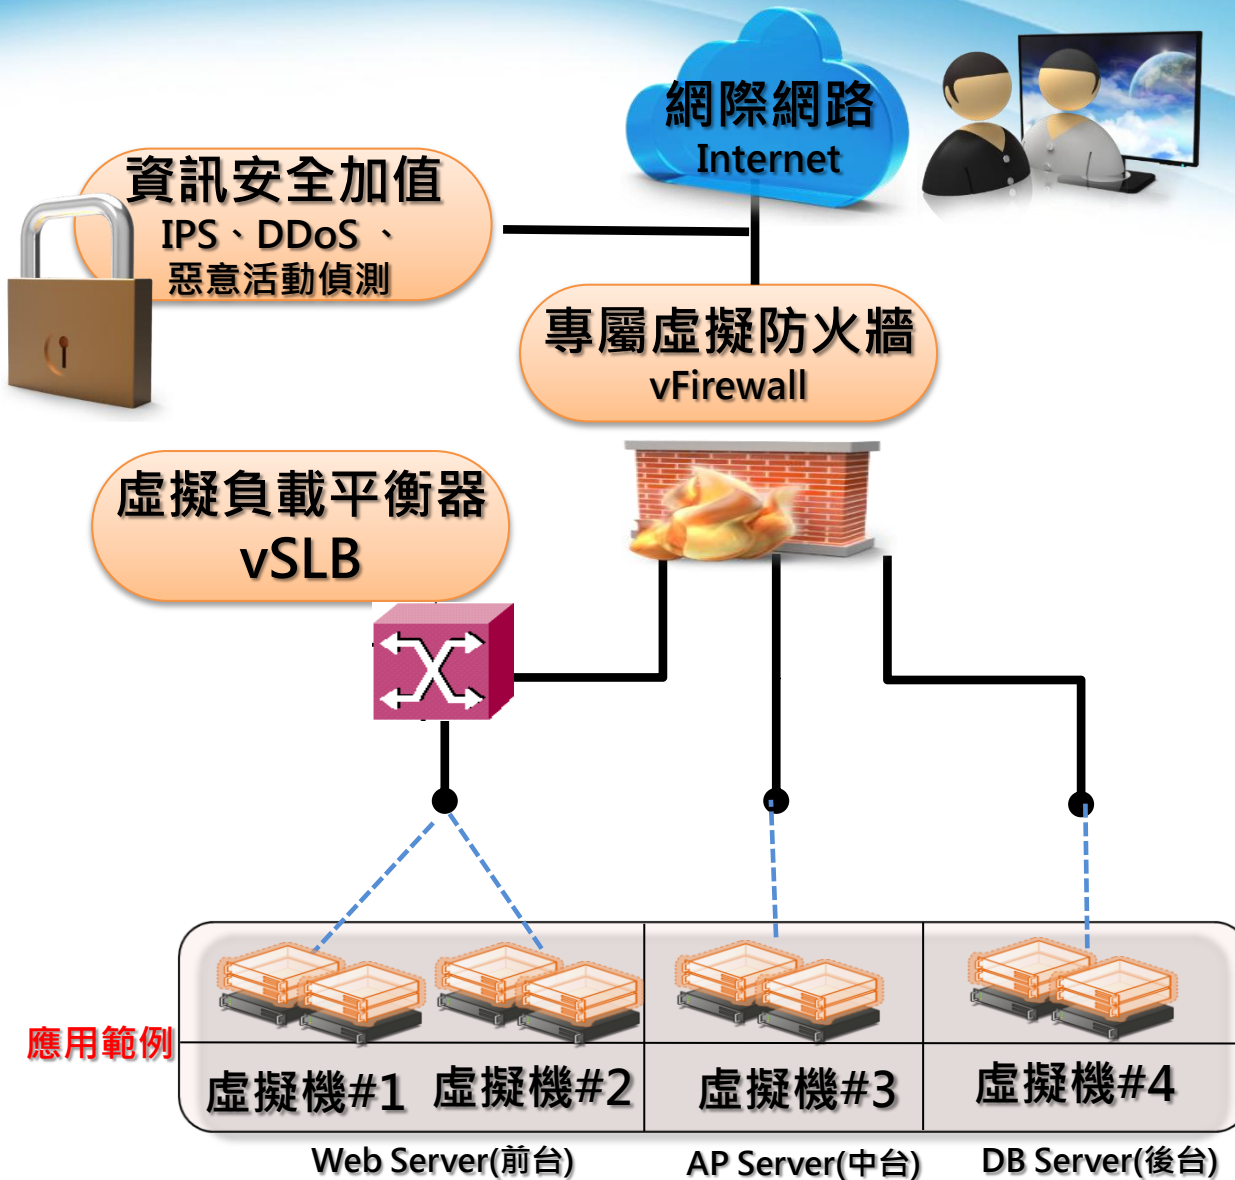 網際網路
Internet
資訊安全加值
IPS、DDoS 、
惡意活動偵測
專屬虛擬防火牆
vFirewall
虛擬負載平衡器
vSLB
應用範例
虛擬機#1
虛擬機#2
虛擬機#3
虛擬機#4
Web Server(前台)
AP Server(中台)
DB Server(後台)